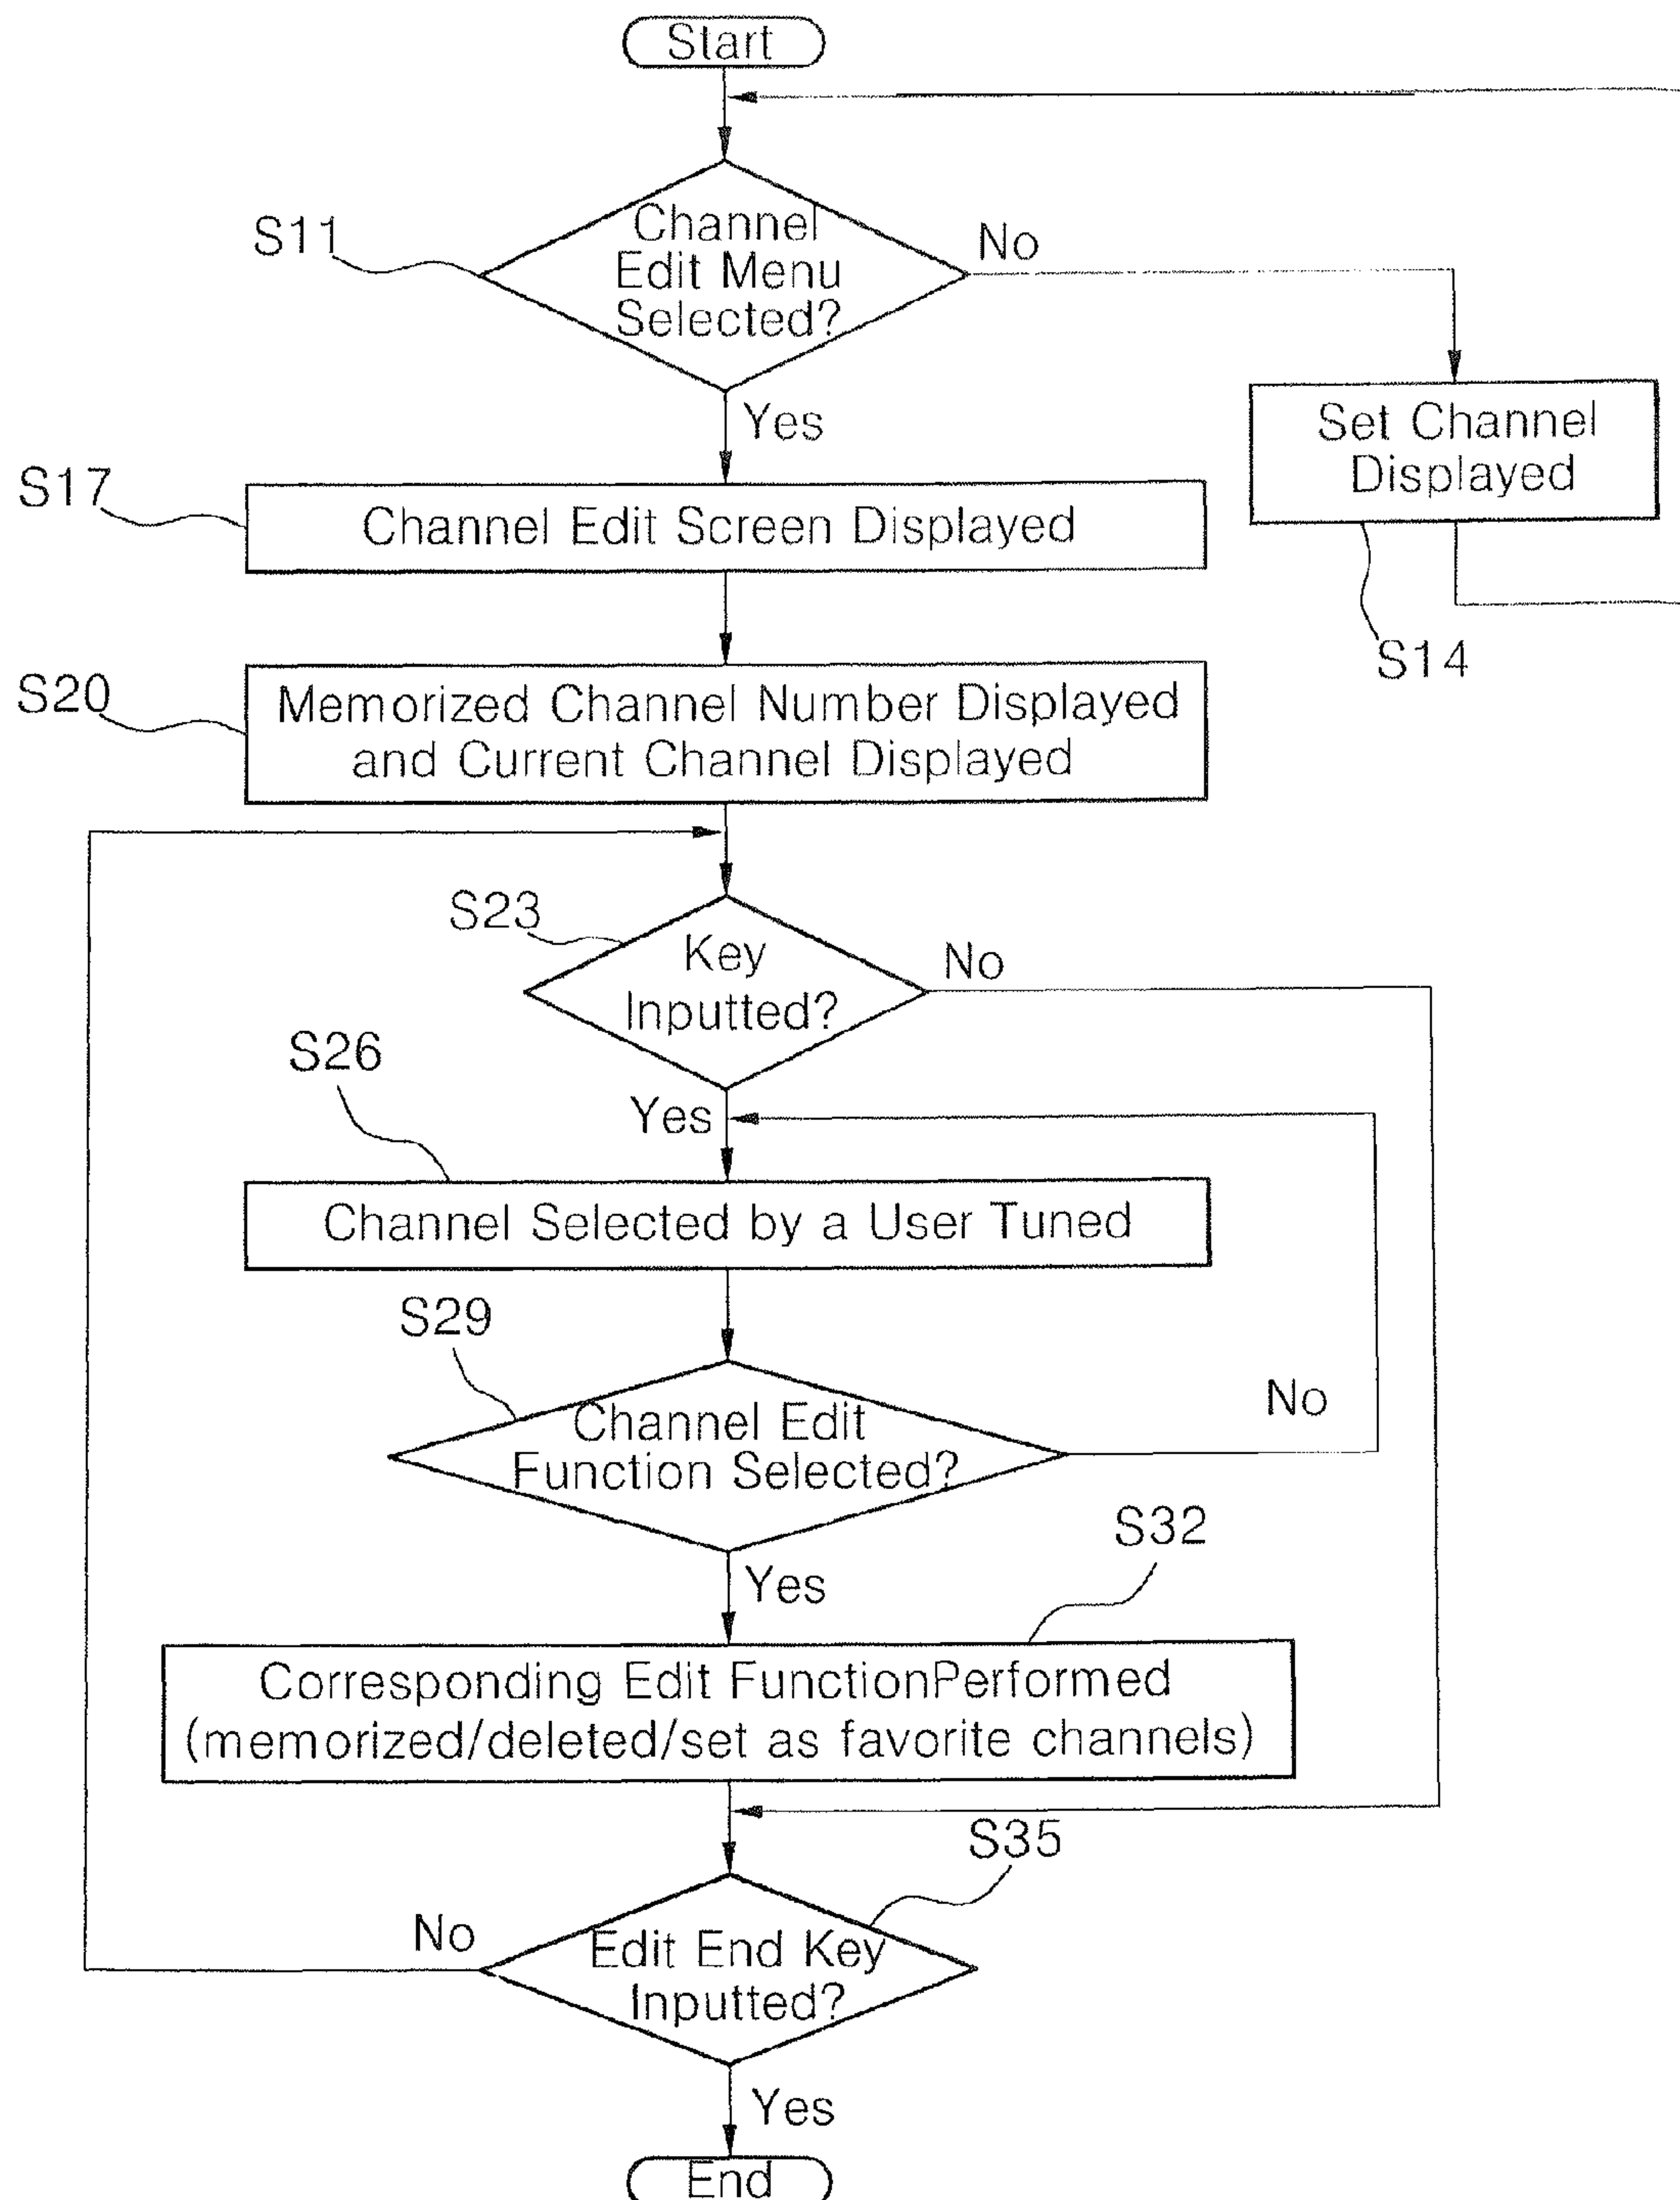 Start
S11
Channel
Edit Menu
Selected?
No
Yes
Set Channel
Displayed
S14
S17
Channel Edit Screen Displayed
S20
Memorized Channel Number Displayed
and Current Channel Displayed
S23
Key
Inputted?
No
Yes
S26
Channel Selected by a User Tuned
S29
Channel Edit
Function Selected?
No
Yes
S32
Corresponding Edit FunctionPerformed
(memorized/deleted/set as favorite channels)
S35
Edit End Key
Inputted?
No
Yes
End